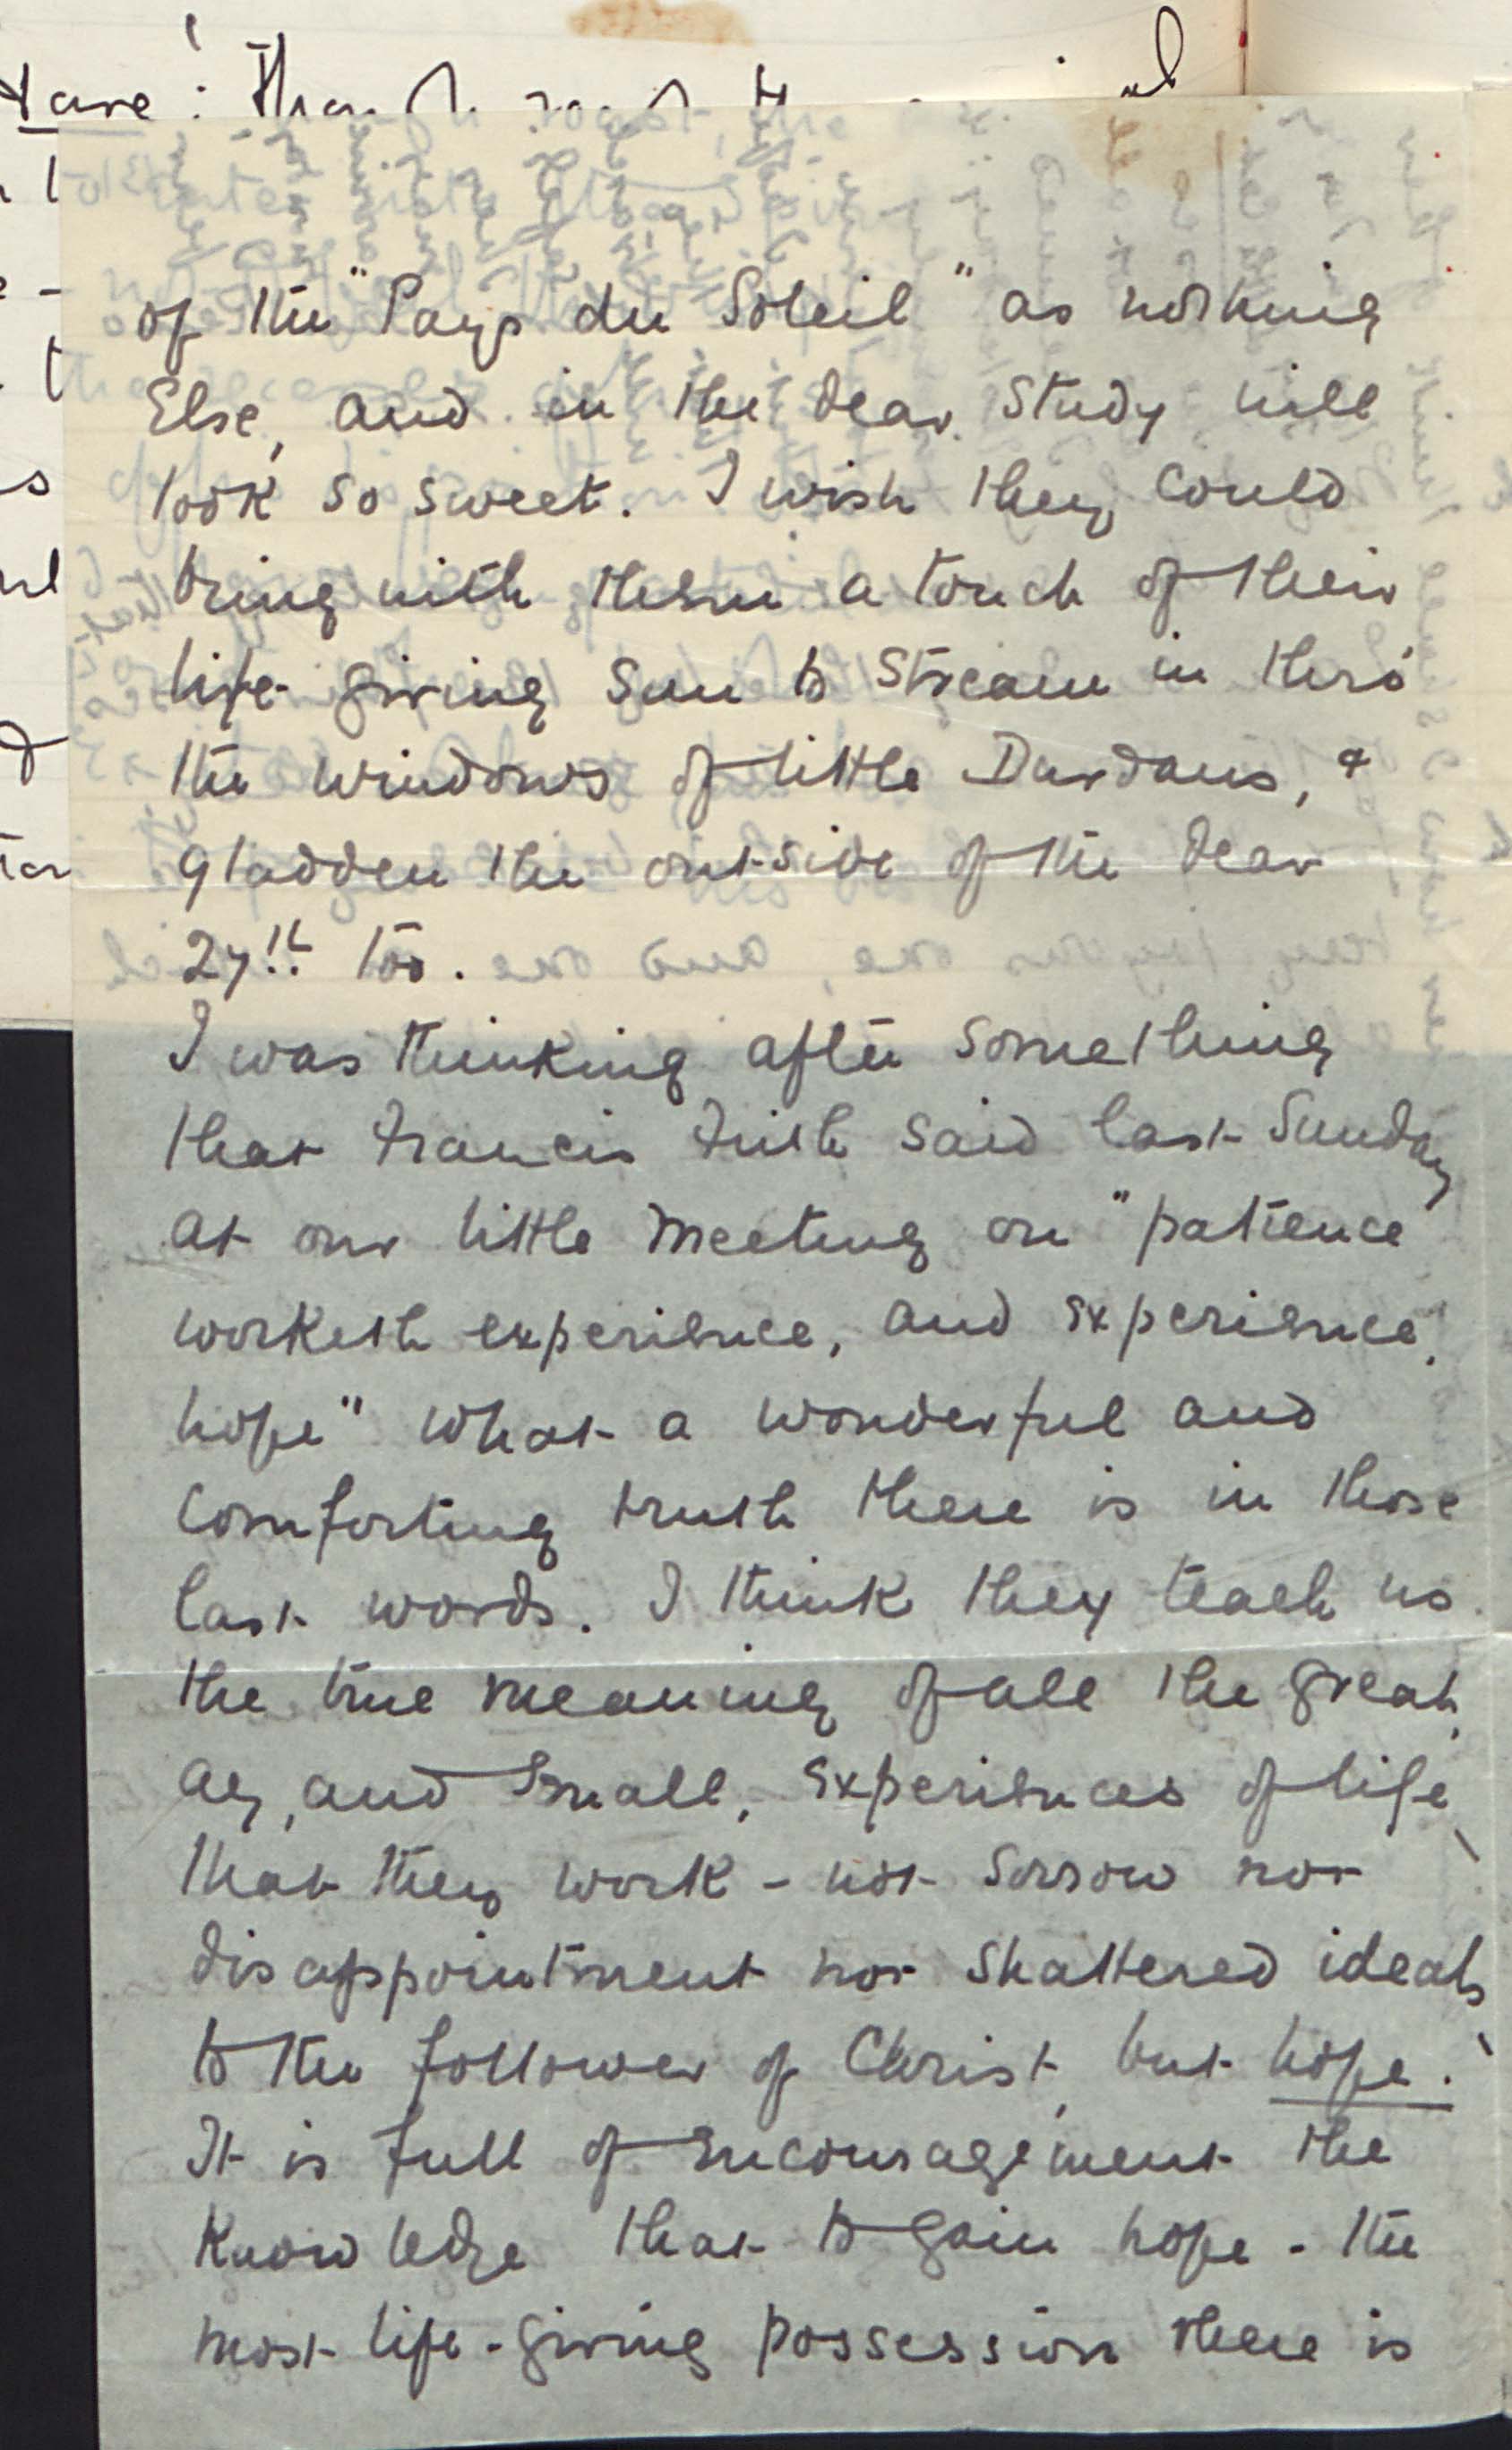 of the "Pays du Soleil" as nothing
Else, and in the dear study will
look so sweet. I wish they could
bring with them a touch of their
life-giving sun to stream in thro'
the windows of little Durdans, &
gladden the outside of the dear
27th too.
I was thinking after something
that Francis Frith said last Sunday
at our little meeting on "patience
worketh experience, and experience,
hope" what a wonderful and
comforting truth there is in those
last words. I think they teach us
the true meaning of all the great,
ay, and small, experiences of life,
that they work - not sorrow nor
disappointment nor shattered ideals,
to the follower of Christ, but hope.
It is full of encouragement the
knowledge that to gain hope - the
most life-giving possession there is